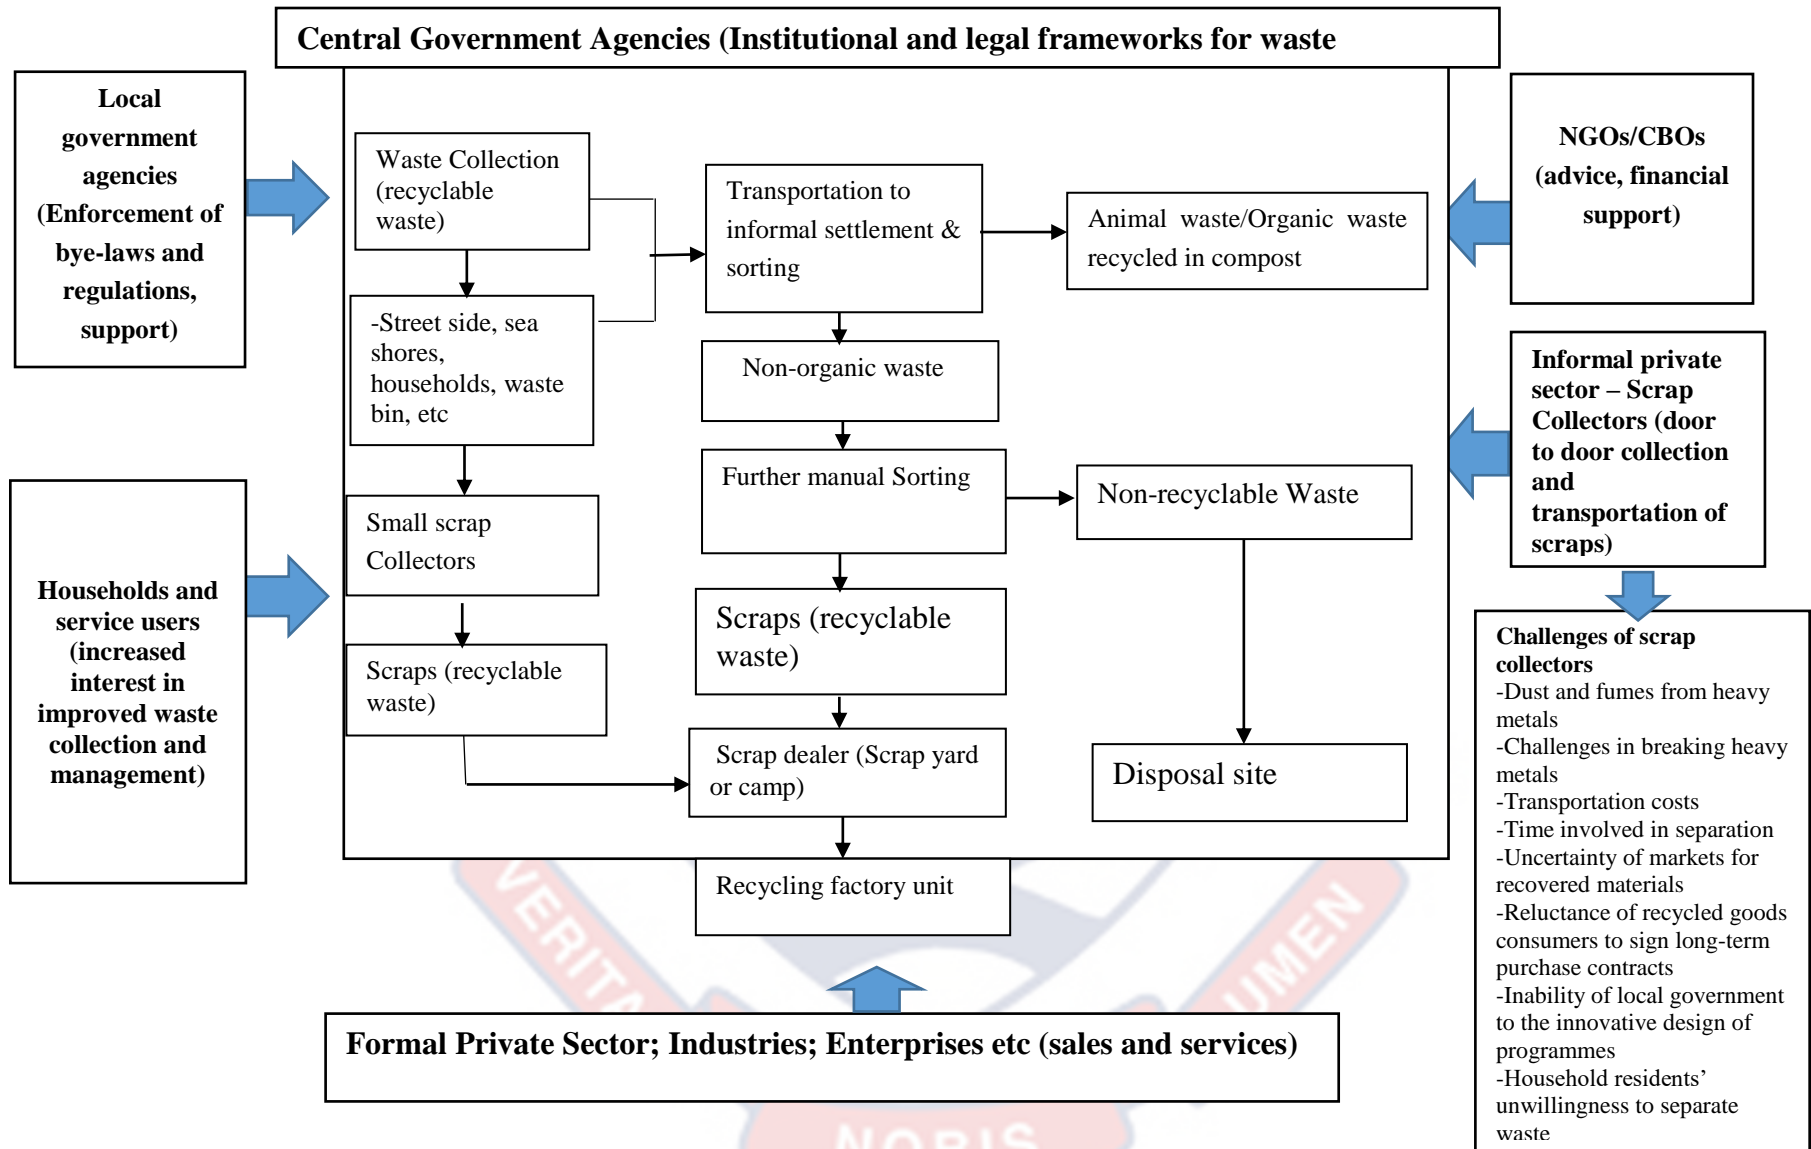 Central Government Agencies (Institutional and legal frameworks for waste
Local
government
agencies
(Enforcement of
bye-laws and
regulations,
support)
Households and
service users
(increased
interest in
improved waste
collection and
management)
Waste Collection
(recyclable
waste)
-Street side, sea
shores,
households, waste
bin, etc
Small scrap
Collectors
Scraps (recyclable
waste)
Transportation to
informal settlement &
sorting
Non-organic waste
Further manual Sorting
Scraps (recyclable
waste)
Scrap dealer (Scrap yard
or camp)
Recycling factory unit
Animal waste/Organic waste
recycled in compost
Non-recyclable Waste
Disposal site
NGOs/CBOs
(advice, financial
support)
Informal private
sector – Scrap
Collectors (door
to door collection
and
transportation of
scraps)
Challenges of scrap
collectors
-Dust and fumes from heavy
metals
-Challenges in breaking heavy
metals
-Transportation costs
-Time involved in separation
-Uncertainty of markets for
recovered materials
-Reluctance of recycled goods
consumers to sign long-term
purchase contracts
-Inability of local government
to the innovative design of
programmes
-Household residents’
unwillingness to separate
waste
Formal Private Sector; Industries; Enterprises etc (sales and services)
VERITA
NOBIS
UMEN